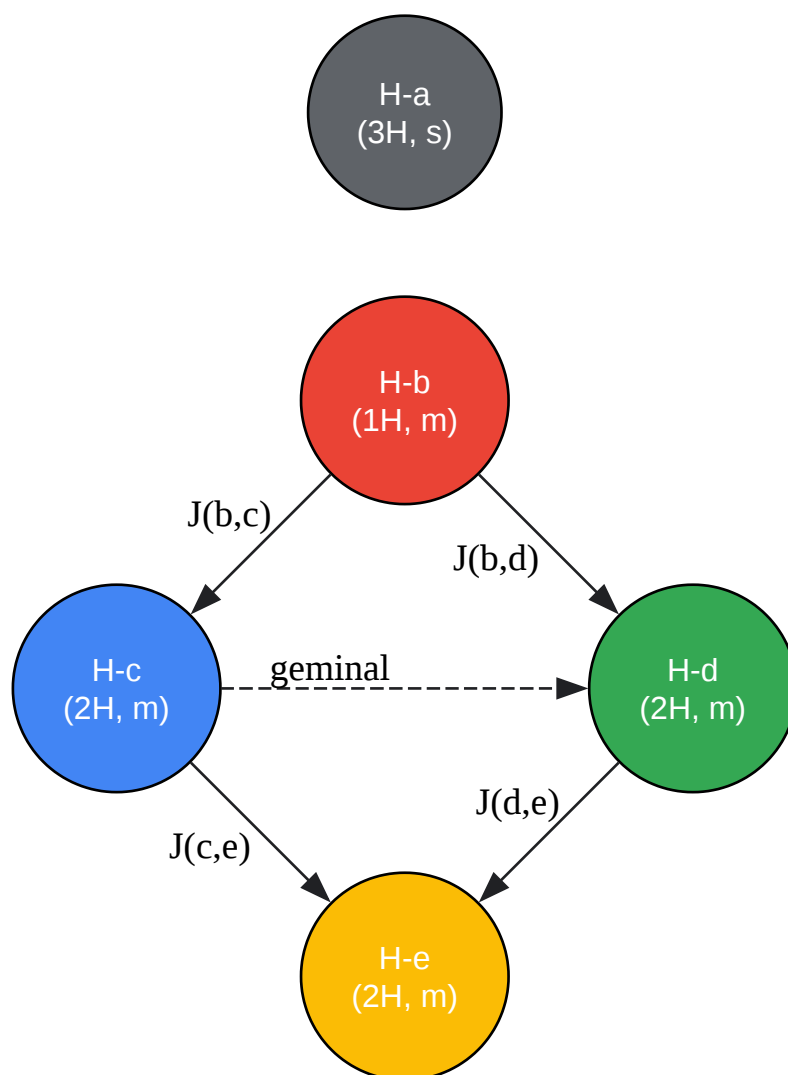 H-a
(3H, s)
H-b
(1H, m)
J(b,c)
J(b,d)
H-c
(2H, m)
geminal
H-d
(2H, m)
J(c,e)
J(d,e)
H-e
(2H, m)